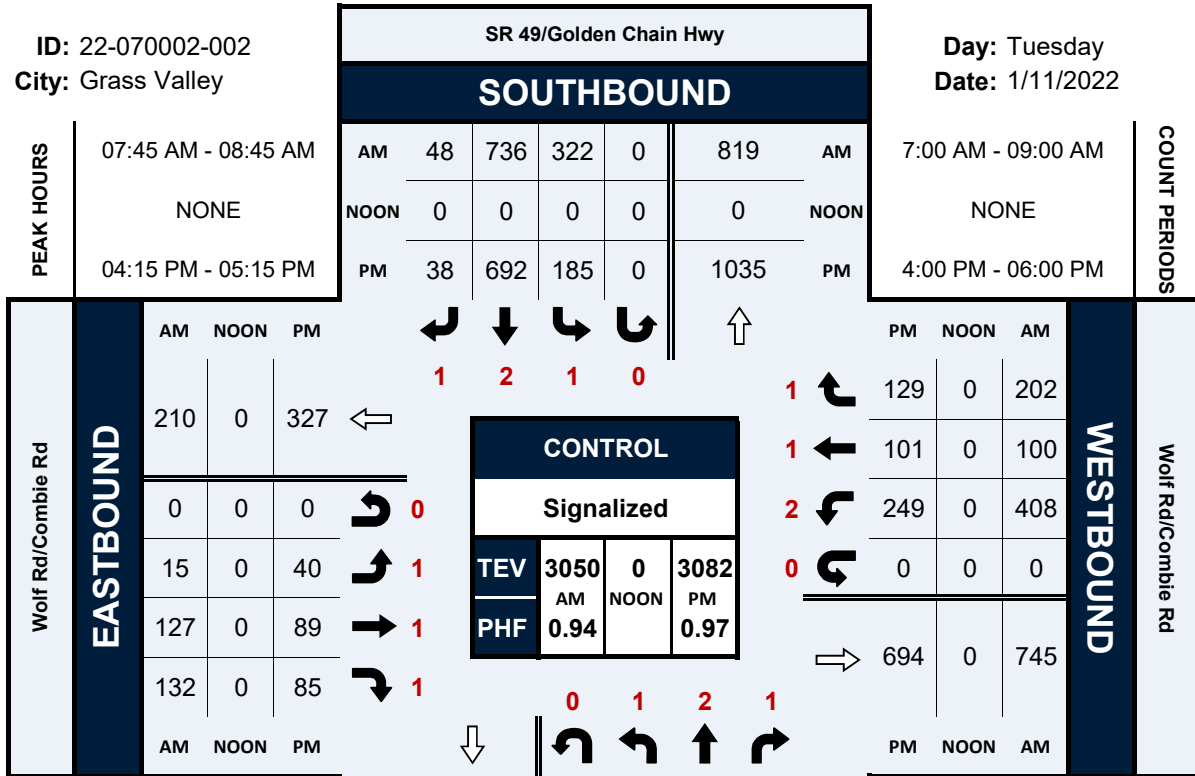 SR 49/Golden Chain Hwy
ID: 22-070002-002
Day: Tuesday
City: Grass Valley
Date: 1/11/2022
SOUTHBOUND
PEAK HOURS
07:45 AM - 08:45 AM
NONE
04:15 PM - 05:15 PM
AM 48 736 322 0 819 AM
NOON 0 0 0 0 0 NOON
PM 38 692 185 0 1035 PM
7:00 AM - 09:00 AM
NONE
4:00 PM - 06:00 PM
COUNT PERIODS
1 2 1 0
Wolf Rd/Combie Rd
EASTBOUND
AM NOON PM
210 0 327
0 0 0 0
15 0 40 1
127 0 89 1
132 0 85 1
AM NOON PM
CONTROL
Signalized
TEV 3050 0 3082
AM NOON PM
PHF 0.94 0.97
PM NOON AM
1 129 0 202
1 101 0 100
2 249 0 408
0 0 0 0
694 0 745
PM NOON AM
WESTBOUND
Wolf Rd/Combie Rd
0 1 2 1